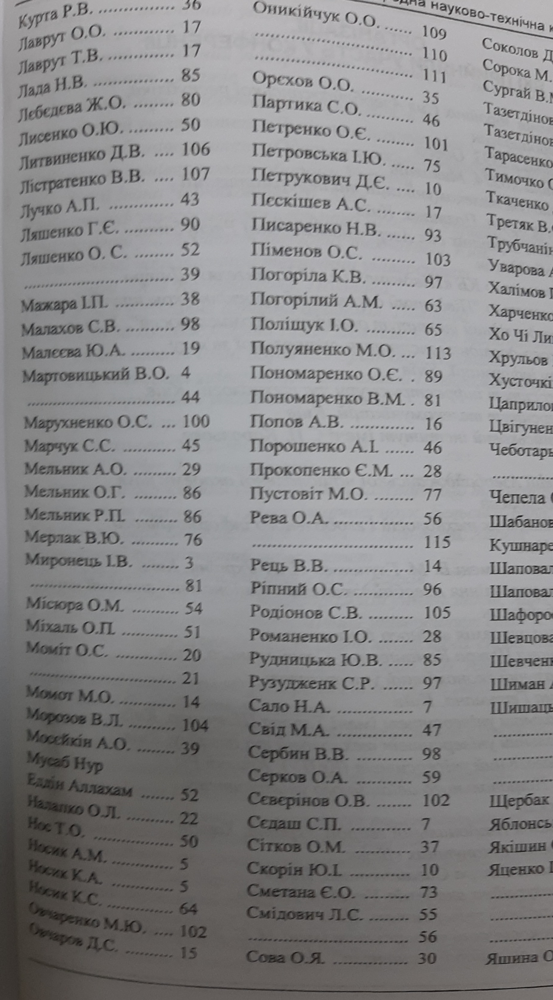 науково-технічна
Курта Р.В. ................ 36
Лаврут О.О. ............. 17
Лаврут Т.В. .............. 17
Лада Н.В. ................. 85
Лєбєдєва Ж.О. ........ 80
Лисенко О.Ю. .......... 50
Литвиненко Д.В. .... 106
Лістратенко В.В. .... 107
Лучко А.П. .............. 43
Ляшенко Г.Є. ........... 90
Ляшенко О. С. ......... 52
................................. 39
Мажара І.П. ............. 38
Малахов С.В. ........... 98
Малєєва Ю.А. .......... 19
Мартовицький В.О. 4
................................. 44
Марухненко О.С. ... 100
Марчук С.С. ............ 45
Мельник А.О. .......... 29
Мельник О.Г. .......... 86
Мельник Р.П. .......... 86
Мерлак В.Ю. ........... 76
Миронець І.В. ......... 3
................................. 81
Місюра О.М. ........... 54
Міхаль О.П. ............. 51
Моміт О.С. .............. 20
................................. 21
Момот М.О. ............. 14
Морозов В.Л. .......... 104
Мосєйкін А.О. ......... 39
Мусаб Нур
Еддін Аллахам ....... 52
Налапко О.Л. ........... 22
Нос Т.О. .................. 50
Носик А.М. .............. 5
Носик К.А. .............. 5
Носик К.С. ............... 64
Овчаренко М.Ю. .... 102
Овчаров Д.С. ........... 15
Оникійчук О.О. ...... 109
.................................. 110
.................................. 111
Орєхов О.О. ............ 35
Партика С.О. ........... 46
Петренко О.Є. ......... 101
Петровська І.Ю. ..... 75
Петрукович Д.Є. .... 10
Пєскішев А.С. ......... 17
Писаренко Н.В. ...... 93
Піменов О.С. .......... 103
Погоріла К.В. .......... 97
Погорілий А.М. ..... 63
Поліщук І.О. ........... 65
Полуяненко М.О. ... 113
Пономаренко О.Є. . 89
Пономаренко В.М. . 81
Попов А.В. .............. 16
Порошенко А.І. ...... 46
Прокопенко Є.М. ... 28
Пустовіт М.О. ......... 77
Рева О.А. .................. 56
.................................... 115
Рець В.В. .................. 14
Ріпний О.С. .............. 96
Родіонов С.В. .......... 105
Романенко І.О. ........ 28
Рудницька Ю.В. ...... 85
Рузудженк С.Р. ....... 97
Сало Н.А. ................. 7
Свід М.А. ................. 47
Сербин В.В. ............. 98
Серков О.А. ............. 59
Сєвєрінов О.В. ........ 102
Сєдаш С.П. .............. 7
Сітков О.М. ............. 37
Скорін Ю.І. ............. 10
Сметана Є.О. .......... 73
Смідович Л.С. ......... 55
.................................... 56
Сова О.Я. ................. 30
Соколов Д
Сорока М.
Сургай В.М
Тазетдінов
Тазетдінов
Тарасенко
Тимочко О
Ткаченко
Третяк В.
Трубчанін
Уварова А
Халімов Г
Харченко
Хо Чі Ли
Хрульов
Хусточкі
Цаприло
Цвігунен
Чеботарь
Чепела
Шабанов
Кушнаре
Шаповал
Шаповал
Шафоро
Шевцова
Шевченк
Шиман А
Шишаць
Щербак
Яблонсь
Якішин
Яценко
Яшина О